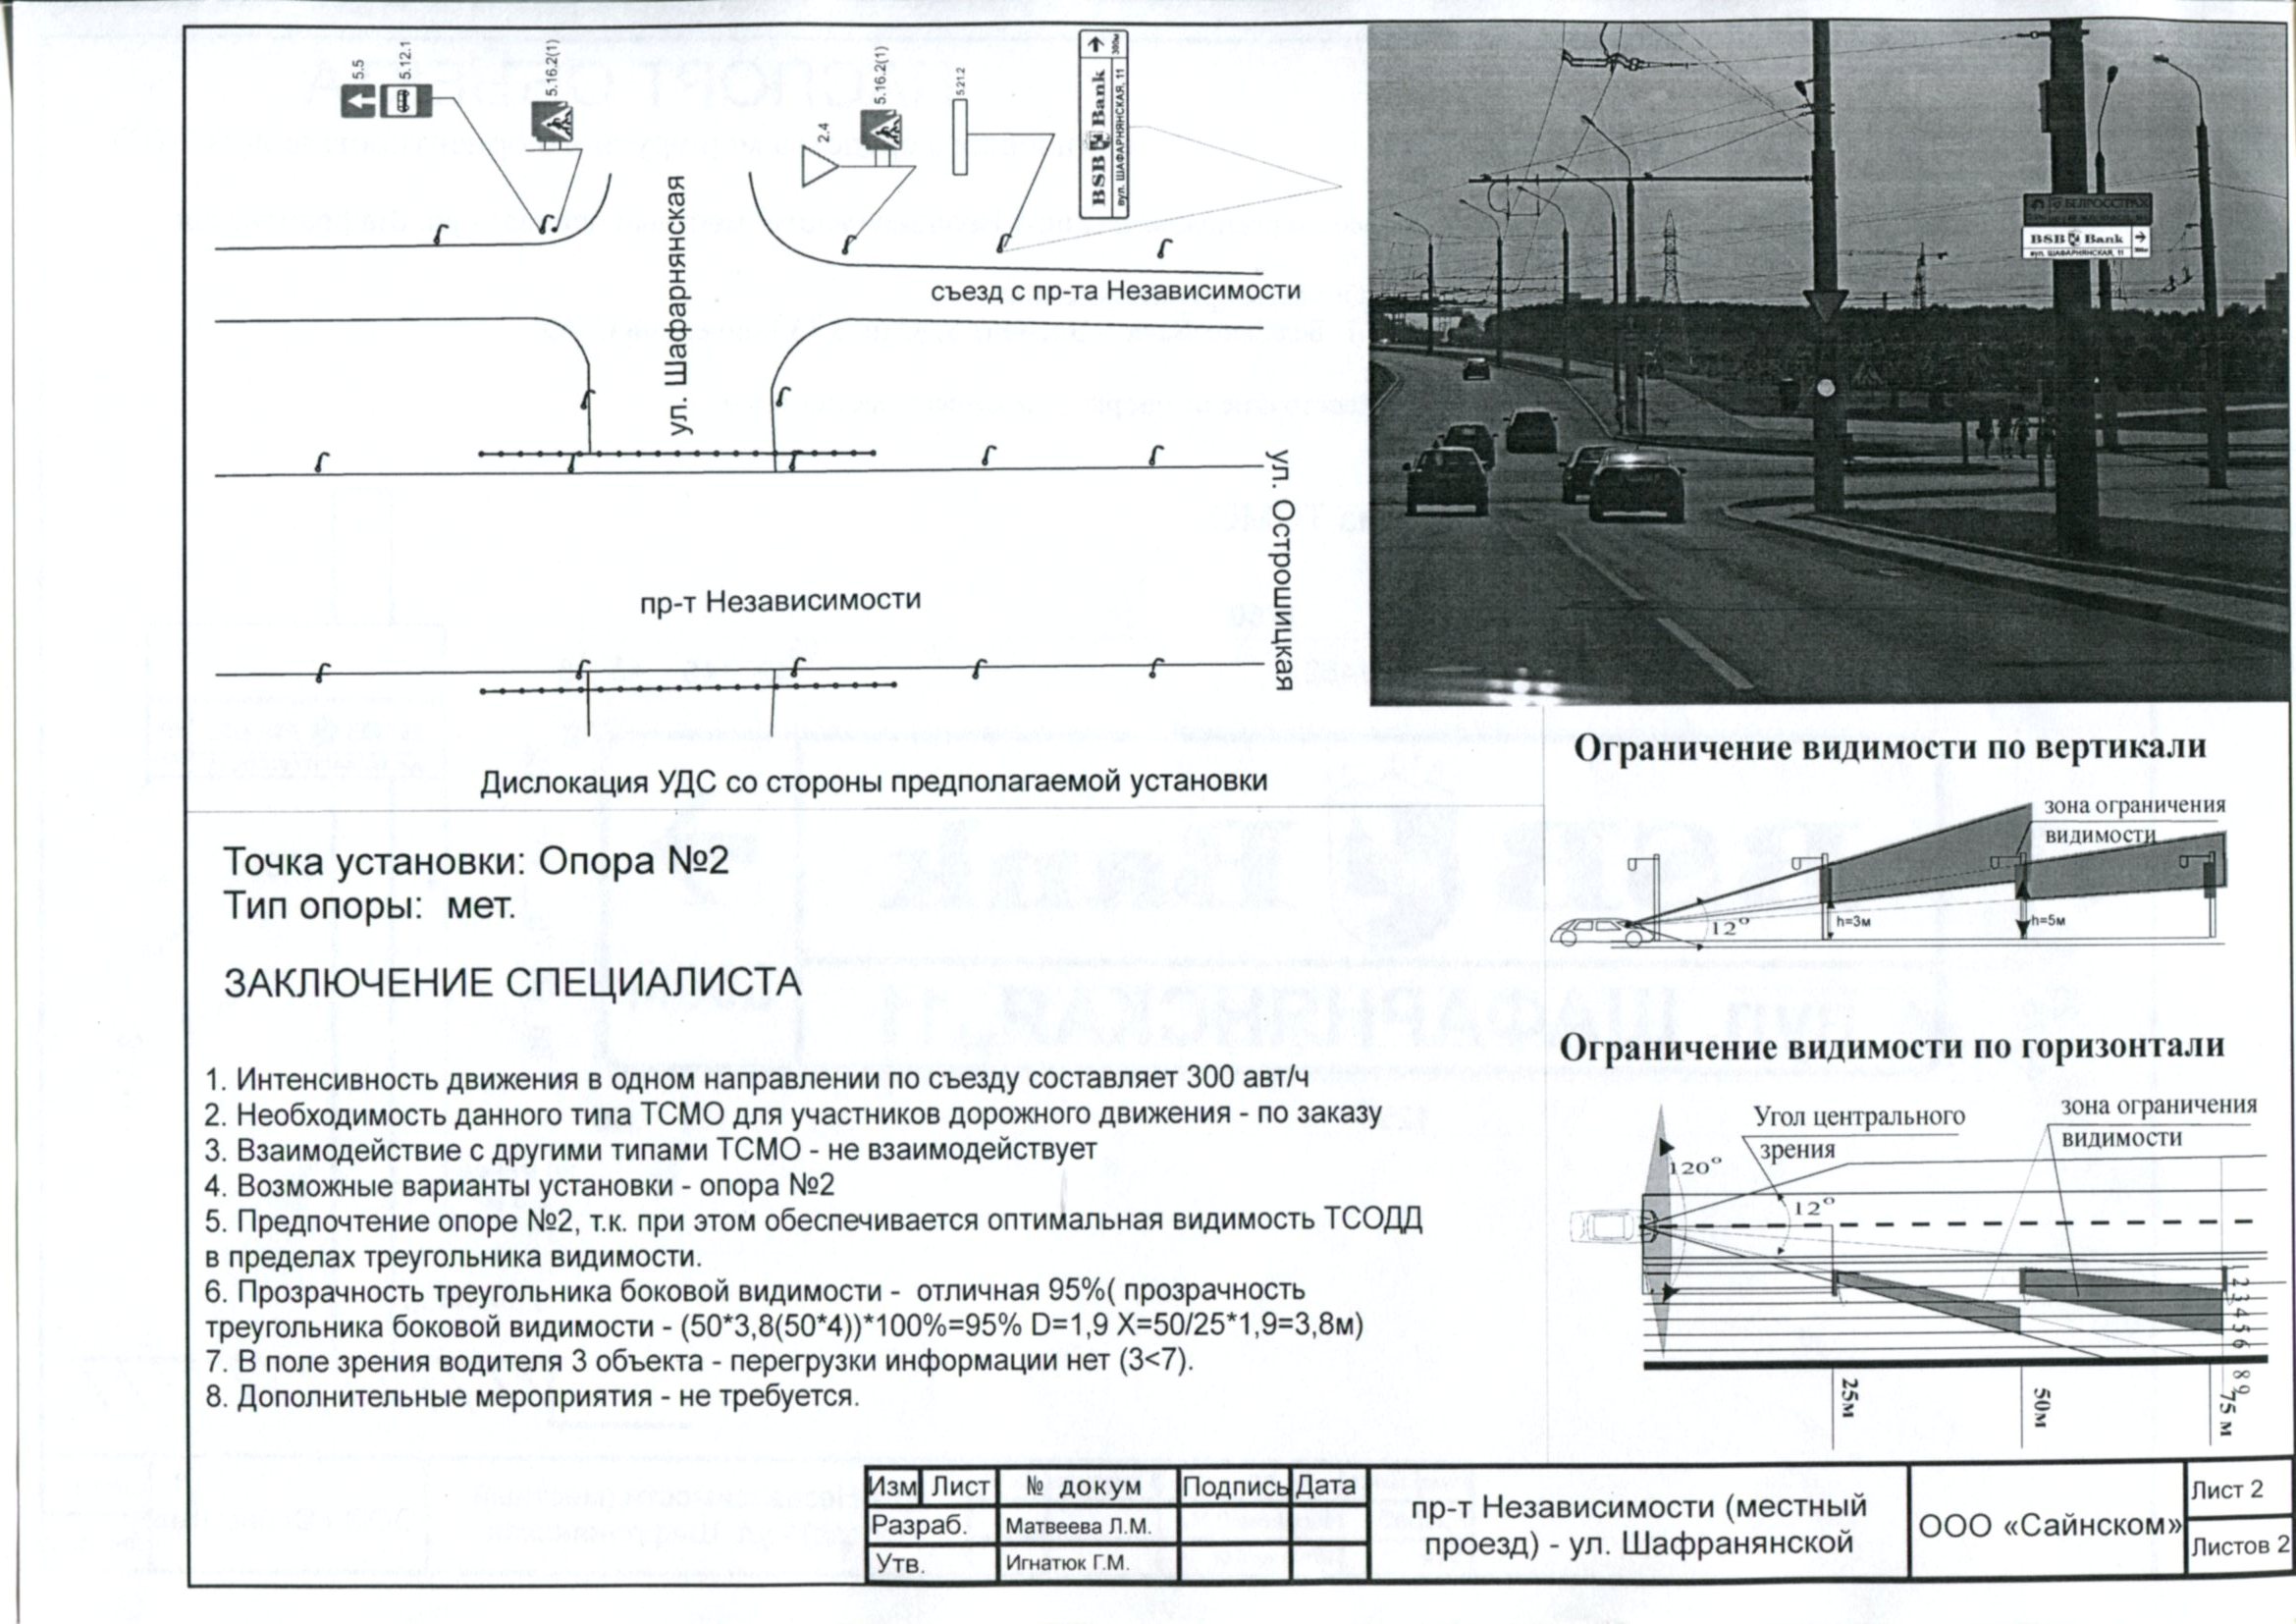 5.5
5.12.1
5.16.2(1)
2.4
5.16.2(1)
5.21.2
BSB Bank
300м
вул. ШАФАРНЯНСКАЯ, 11
ул. Шафарнянская
съезд с пр-та Независимости
ул. Острошицкая
пр-т Независимости
Дислокация УДС со стороны предполагаемой установки
БЕЛРОССТРАХ
BSB Bank
вул. ШАФАРНЯНСКАЯ, 11
Точка установки: Опора №2
Тип опоры: мет.
ЗАКЛЮЧЕНИЕ СПЕЦИАЛИСТА
1. Интенсивность движения в одном направлении по съезду составляет 300 авт/ч
2. Необходимость данного типа ТСМО для участников дорожного движения - по заказу
3. Взаимодействие с другими типами ТСМО - не взаимодействует
4. Возможные варианты установки - опора №2
5. Предпочтение опоре №2, т.к. при этом обеспечивается оптимальная видимость ТСОДД
в пределах треугольника видимости.
6. Прозрачность треугольника боковой видимости - отличная 95%( прозрачность
треугольника боковой видимости - (50*3,8(50*4))*100%=95% D=1,9 X=50/25*1,9=3,8м)
7. В поле зрения водителя 3 объекта - перегрузки информации нет (3<7).
8. Дополнительные мероприятия - не требуется.
Ограничение видимости по вертикали
зона ограничения
видимости
12°
h=3м
h=5м
Ограничение видимости по горизонтали
Угол центрального
зрения
зона ограничения
видимости
120°
12°
1 2 3 4 5 6 8 9
25м
50м
75 м
Изм Лист № докум Подпись Дата
Разраб. Матвеева Л.М.
Утв. Игнатюк Г.М.
пр-т Независимости (местный
проезд) - ул. Шафранянской
ООО «Сайнском»
Лист 2
Листов 2